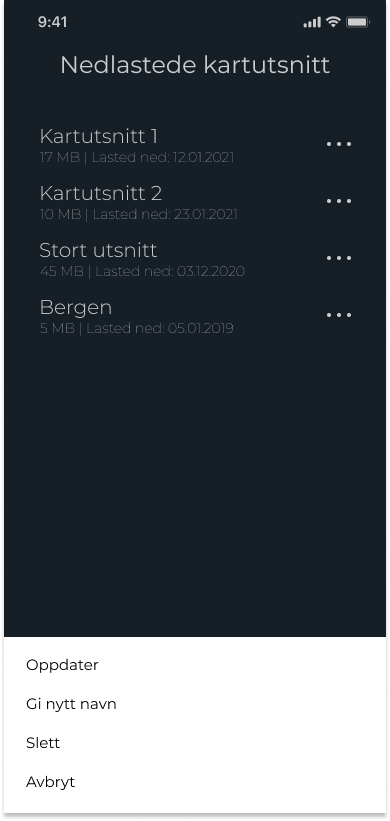 9:41
Nedlastede kartutsnitt
Kartutsnitt 1
17 MB | Lasted ned: 12.01.2021
Kartutsnitt 2
10 MB | Lasted ned: 23.01.2021
Stort utsnitt
45 MB | Lasted ned: 03.12.2020
Bergen
5 MB | Lasted ned: 05.01.2019
Oppdater
Gi nytt navn
Slett
Avbryt